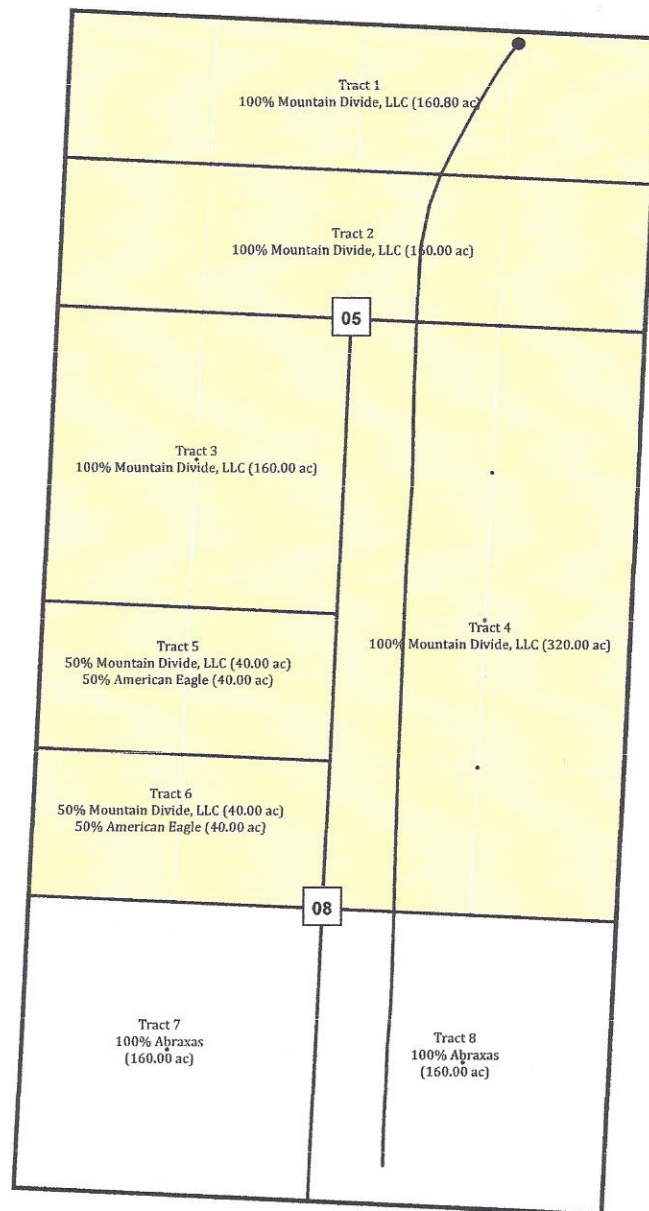 Tract 1
100% Mountain Divide, LLC (160.80 ac)
Tract 2
100% Mountain Divide, LLC (160.00 ac)
05
Tract 3
100% Mountain Divide, LLC (160.00 ac)
Tract 4
100% Mountain Divide, LLC (320.00 ac)
Tract 5
50% Mountain Divide, LLC (40.00 ac)
50% American Eagle (40.00 ac)
Tract 6
50% Mountain Divide, LLC (40.00 ac)
50% American Eagle (40.00 ac)
08
Tract 7
100% Abraxas
(160.00 ac)
Tract 8
100% Abraxas
(160.00 ac)